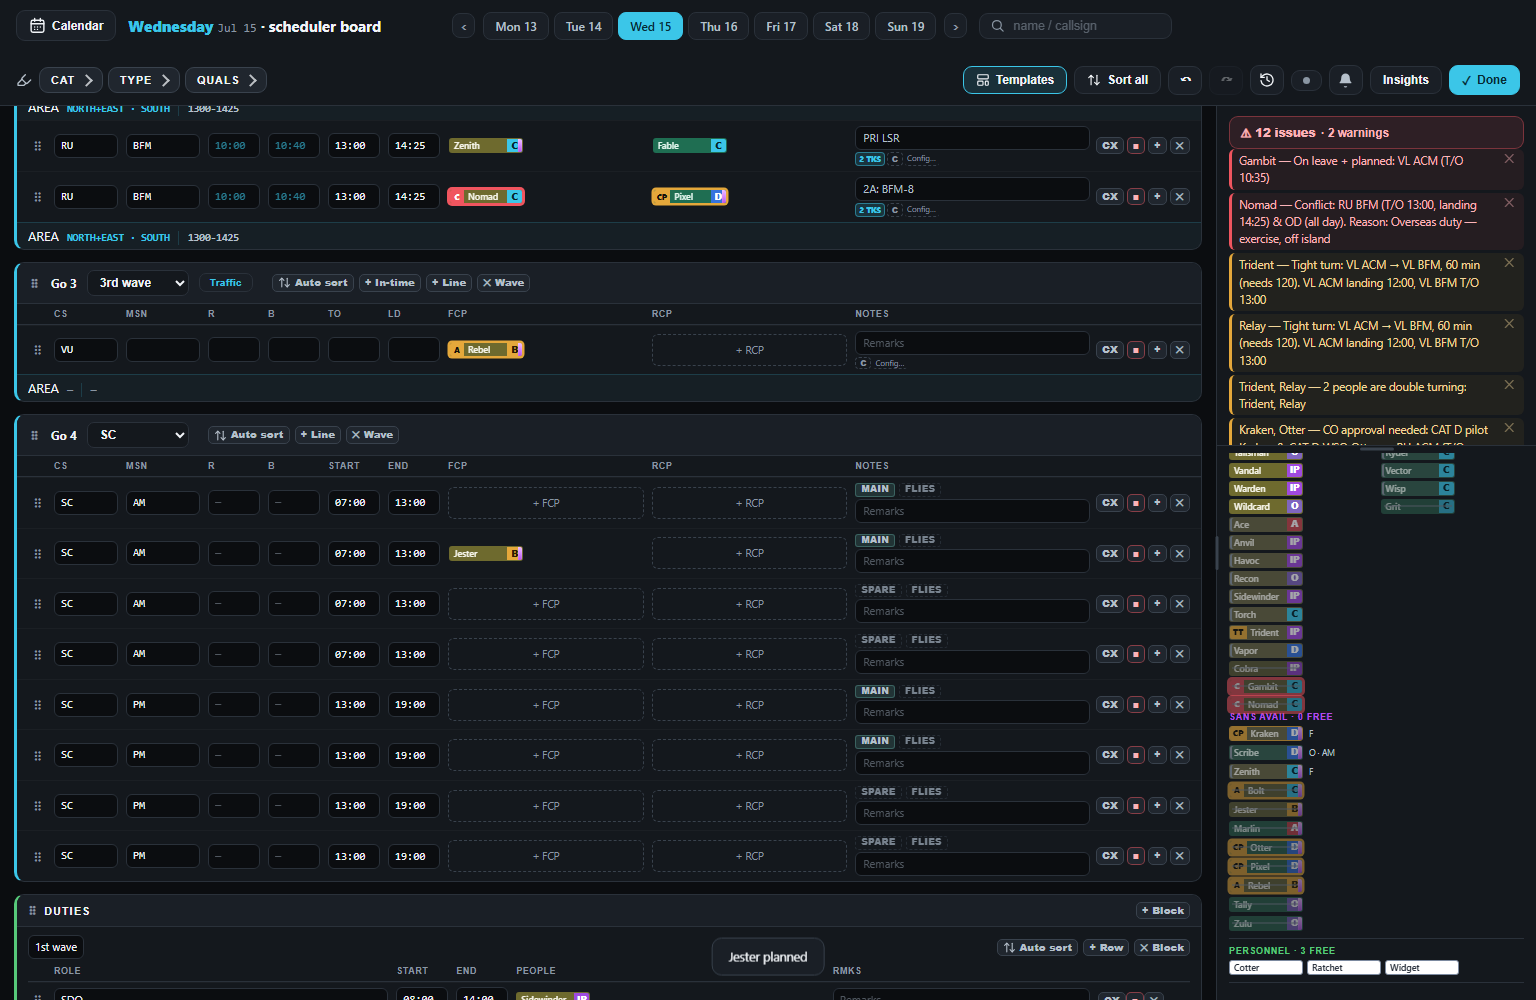 Calendar
Wednesday Jul 15 · scheduler board
‹ Mon 13 Tue 14 Wed 15 Thu 16 Fri 17 Sat 18 Sun 19 ›
name / callsign
CAT TYPE QUALS
Templates Sort all Insights ✓ Done
AREA NORTH+EAST · SOUTH 1300-1425
RU BFM 10:00 10:40 13:00 14:25 Zenith C Fable C PRI LSR CX + ✕
2 TKS C Config...
RU BFM 10:00 10:40 13:00 14:25 C Nomad C CP Pixel D 2A: BFM-8 CX + ✕
2 TKS C Config...
AREA NORTH+EAST · SOUTH 1300-1425
Go 3 3rd wave Traffic Auto sort + In-time + Line ✕ Wave
CS MSN R B TO LD FCP RCP NOTES
VU A Rebel B + RCP Remarks CX + ✕
C Config...
AREA – –
Go 4 SC Auto sort + Line ✕ Wave
CS MSN R B START END FCP RCP NOTES
MAIN FLIES
SC AM – – 07:00 13:00 + FCP + RCP Remarks CX + ✕
MAIN FLIES
SC AM – – 07:00 13:00 Jester B + RCP Remarks CX + ✕
SPARE FLIES
SC AM – – 07:00 13:00 + FCP + RCP Remarks CX + ✕
SPARE FLIES
SC AM – – 07:00 13:00 + FCP + RCP Remarks CX + ✕
MAIN FLIES
SC PM – – 13:00 19:00 + FCP + RCP Remarks CX + ✕
MAIN FLIES
SC PM – – 13:00 19:00 + FCP + RCP Remarks CX + ✕
SPARE FLIES
SC PM – – 13:00 19:00 + FCP + RCP Remarks CX + ✕
SPARE FLIES
SC PM – – 13:00 19:00 + FCP + RCP Remarks CX + ✕
DUTIES + Block
1st wave Auto sort + Row ✕ Block
ROLE START END PEOPLE RMKS
SDO 08:00 14:00 Sidewinder IP Remarks CX + ✕
Jester planned
⚠ 12 issues · 2 warnings
Gambit — On leave + planned: VL ACM (T/O
10:35)
Nomad — Conflict: RU BFM (T/O 13:00, landing
14:25) & OD (all day). Reason: Overseas duty —
exercise, off island
Trident — Tight turn: VL ACM → VL BFM, 60 min
(needs 120). VL ACM landing 12:00, VL BFM T/O
13:00
Relay — Tight turn: VL ACM → VL BFM, 60 min
(needs 120). VL ACM landing 12:00, VL BFM T/O
13:00
Trident, Relay — 2 people are double turning:
Trident, Relay
Kraken, Otter — CO approval needed: CAT D pilot
Talisman O Ryder C
Vandal IP Vector C
Warden IP Wisp C
Wildcard O Grit C
Ace A
Anvil IP
Havoc IP
Recon O
Sidewinder IP
Torch C
TT Trident IP
Vapor D
Cobra IP
C Gambit C
C Nomad C
SANS AVAIL · 0 FREE
CP Kraken D F
Scribe D O · AM
Zenith C F
A Bolt C
Jester B
Marlin A
CP Otter D
CP Pixel D
A Rebel B
Tally O
Zulu O
PERSONNEL · 3 FREE
Cotter Ratchet Widget